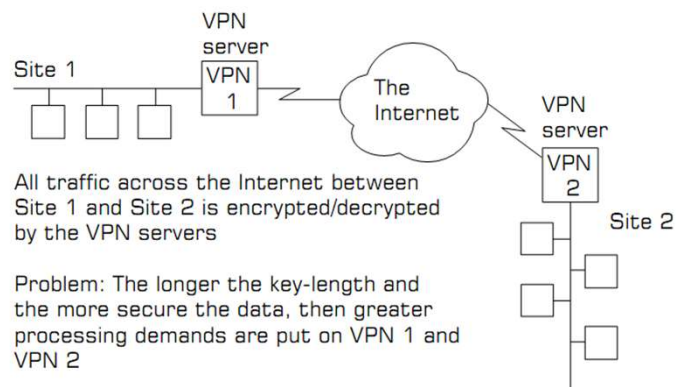 VPN
server
Site 1
VPN
1
The
Internet
VPN
server
VPN
2
Site 2
All traffic across the Internet between
Site 1 and Site 2 is encrypted/decrypted
by the VPN servers
Problem: The longer the key-length and
the more secure the data, then greater
processing demands are put on VPN 1 and
VPN 2